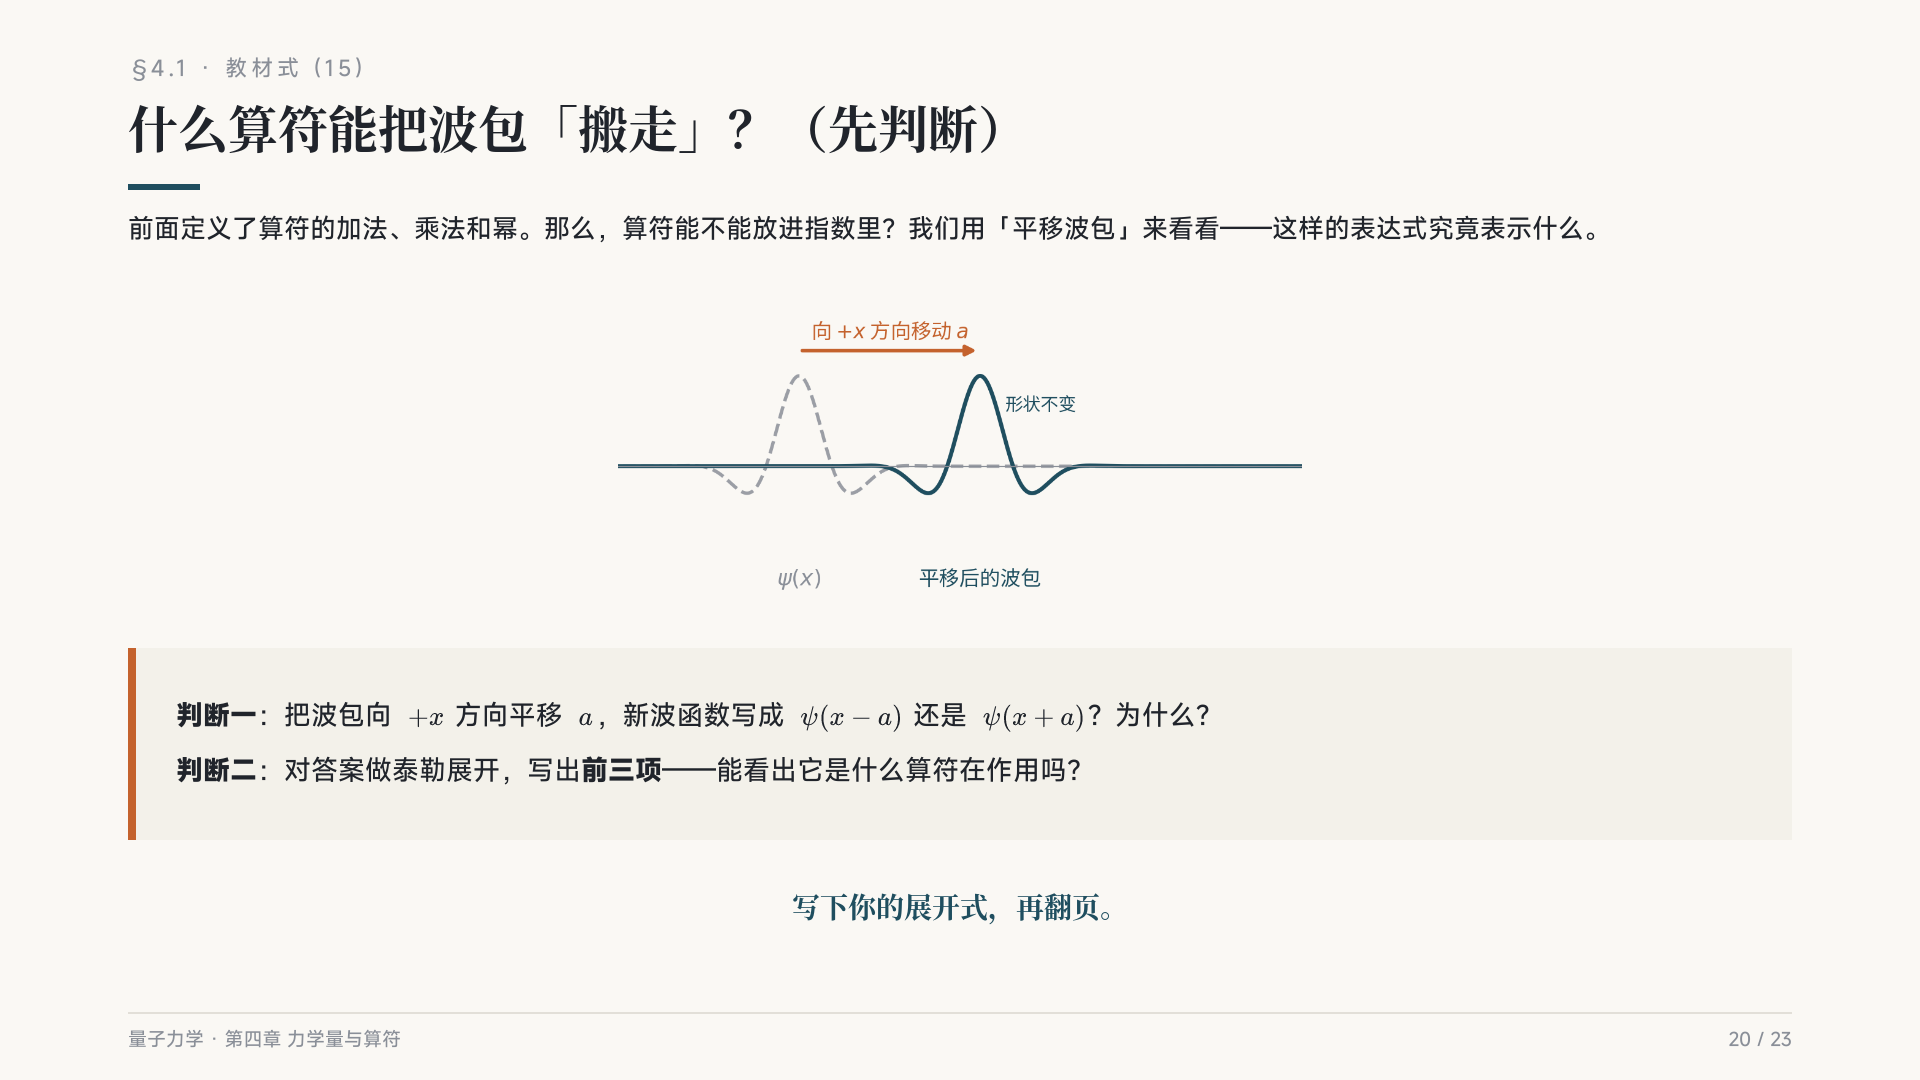 §4.1 · 教材式 (15)
什么算符能把波包「搬走」？（先判断）
前面定义了算符的加法、乘法和幂。那么，算符能不能放进指数里？我们用「平移波包」来看看——这样的表达式究竟表示什么。
向 +x 方向移动 a
形状不变
ψ(x)
平移后的波包
判断一：把波包向 +x 方向平移 a，新波函数写成 ψ(x − a) 还是 ψ(x + a)？为什么？
判断二：对答案做泰勒展开，写出前三项——能看出它是什么算符在作用吗？
写下你的展开式，再翻页。
量子力学 · 第四章 力学量与算符
20 / 23